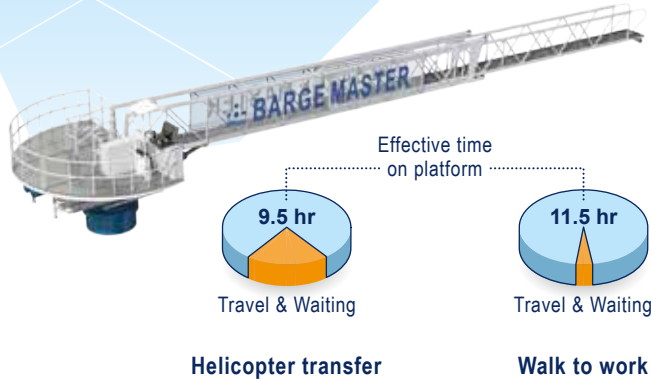 BARGE MASTER
Effective time
on platform
9.5 hr
11.5 hr
Travel & Waiting
Travel & Waiting
Helicopter transfer
Walk to work